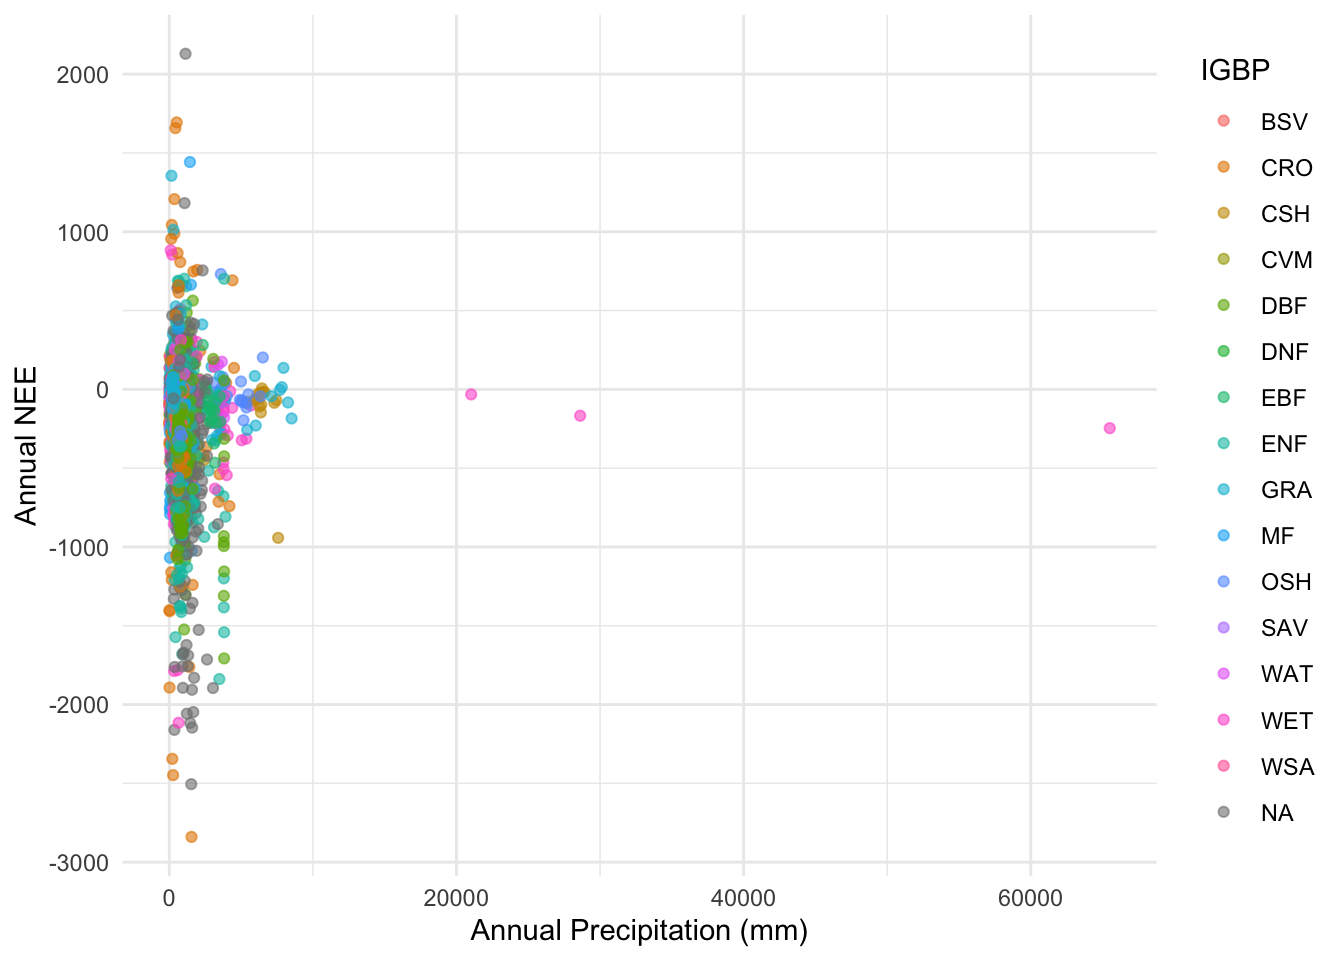 2000
1000
0
-1000
-2000
-3000
Annual NEE
0
20000
40000
60000
Annual Precipitation (mm)
IGBP
BSV
CRO
CSH
CVM
DBF
DNF
EBF
ENF
GRA
MF
OSH
SAV
WAT
WET
WSA
NA